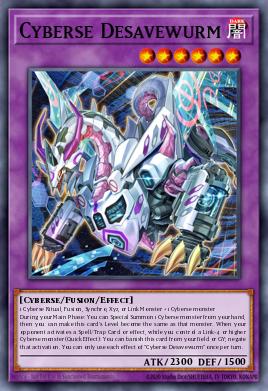 CYBERSE DESAVEWURM
DARK
闇
[CYBERSE/FUSION/EFFECT]
1 Cyberse Ritual, Fusion, Synchro, Xyz, or Link Monster + 1 Cyberse monster
During your Main Phase: You can Special Summon 1 Cyberse monster from your hand,
then you can make this card's Level become the same as that monster. When your
opponent activates a Spell/Trap Card or effect, while you control a Link-4 or higher
Cyberse monster (Quick Effect): You can banish this card from your field or GY; negate
that activation. You can only use each effect of "Cyberse Desavewurm" once per turn.
ATK/2300 DEF/1500